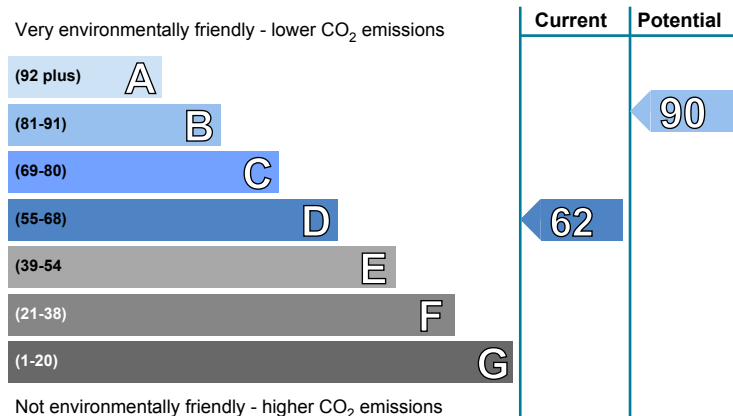 Current Potential
Very environmentally friendly - lower CO2 emissions
(92 plus) A
(81-91) B
90
(69-80) C
(55-68) D
62
(39-54 E
(21-38) F
(1-20) G
Not environmentally friendly - higher CO2 emissions